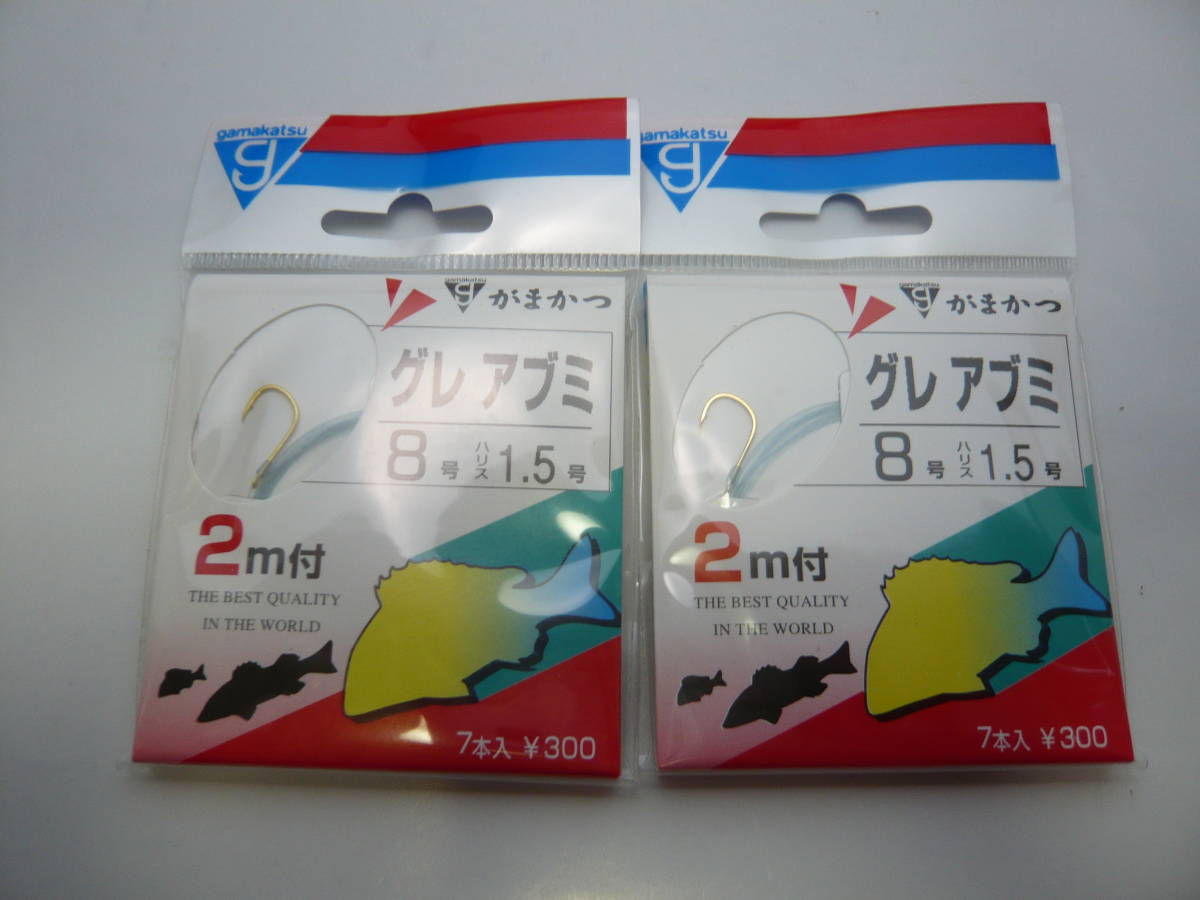 gamakatsu
g
gamakatsu
g がまかつ
グレ アブミ
8号 ハリス 1.5号
2m付
THE BEST QUALITY
IN THE WORLD
7本入 ¥300
gamakatsu
g
gamakatsu
g がまかつ
グレ アブミ
8号 ハリス 1.5号
2m付
THE BEST QUALITY
IN THE WORLD
7本入 ¥300